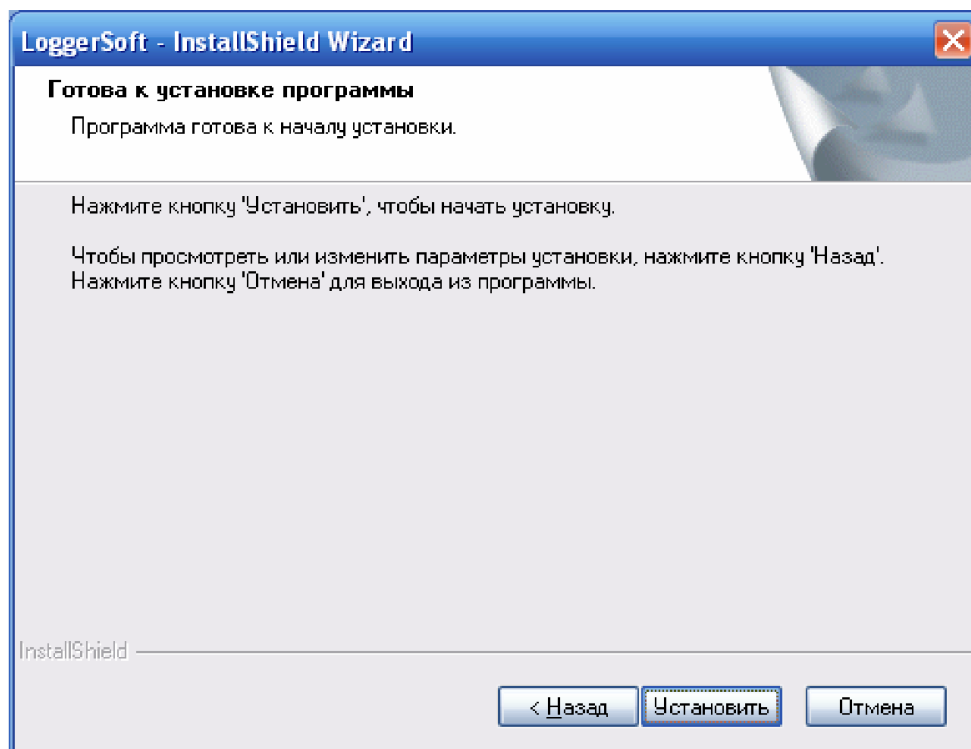 LoggerSoft - InstallShield Wizard
Готова к установке программы
Программа готова к началу установки.
Нажмите кнопку 'Установить', чтобы начать установку.
Чтобы просмотреть или изменить параметры установки, нажмите кнопку 'Назад'.
Нажмите кнопку 'Отмена' для выхода из программы.
InstallShield
< Назад Установить Отмена